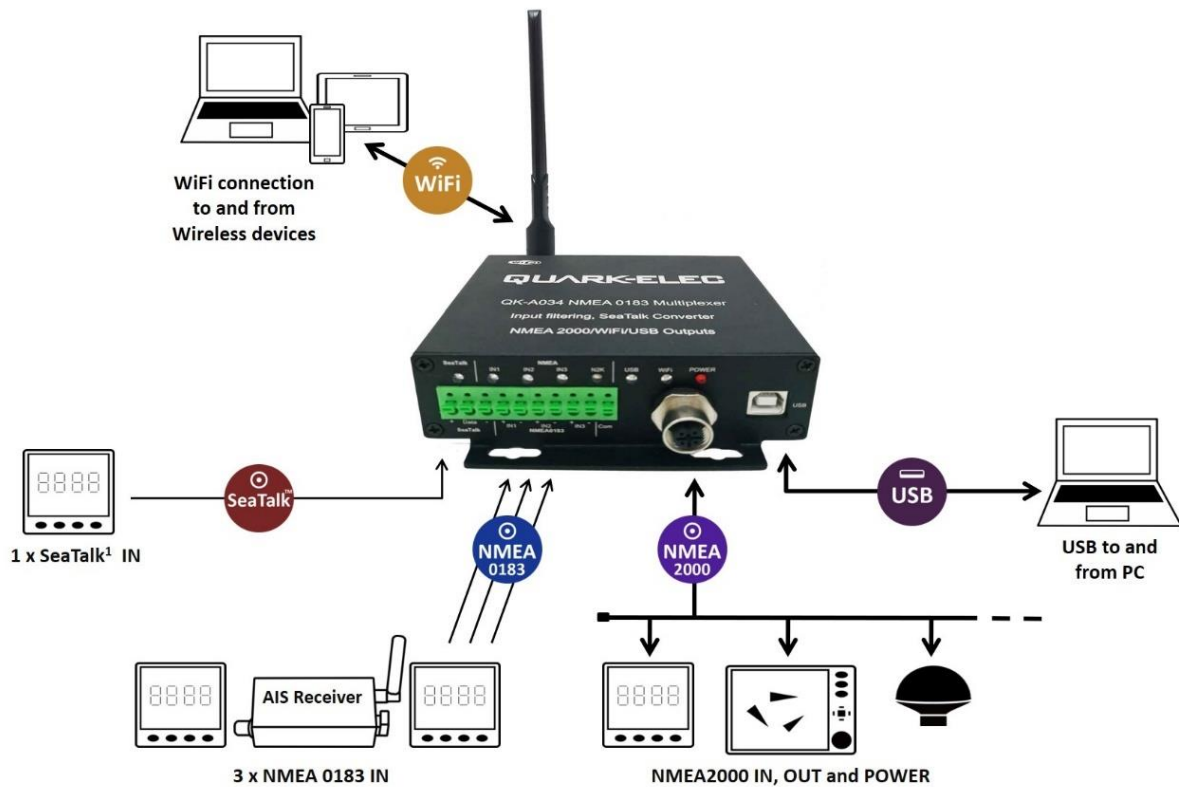 WiFi
WiFi connection
to and from
Wireless devices
WiFi
QUARK-ELEC
QK-A034 NMEA 0183 Multiplexer
Input filtering, SeaTalk Converter
NMEA 2000/WiFi/USB Outputs
SeaTalk NMEA
IN1 IN2 IN3 N2K USB WiFi POWER
USB
+ Data - + IN1 - + IN2 - + IN3 - Com
SeaTalk NMEA0183
8888
SeaTalk™
1 x SeaTalk¹ IN
NMEA
0183
NMEA
2000
USB
USB to and
from PC
8888
AIS Receiver
8888
3 x NMEA 0183 IN
8888
NMEA2000 IN, OUT and POWER